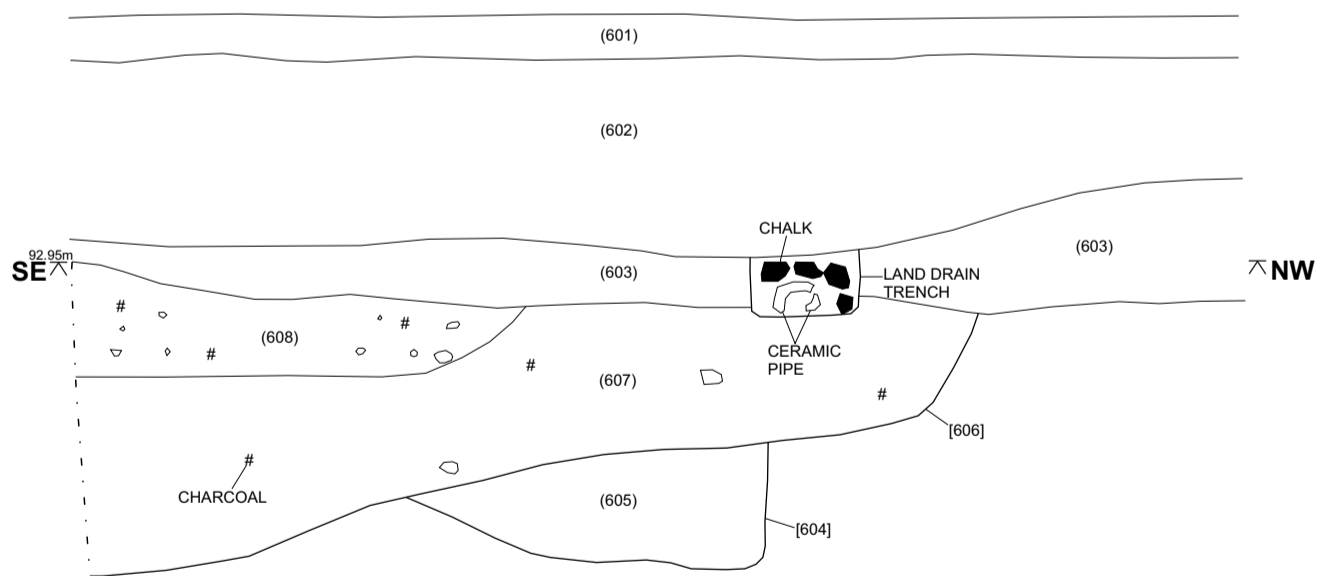 (601)
(602)
CHALK
(603)
92.95m
SE
NW
(603)
LAND DRAIN
TRENCH
#
#
(608)
#
CERAMIC
PIPE
#
(607)
#
[606]
#
CHARCOAL
(605)
[604]